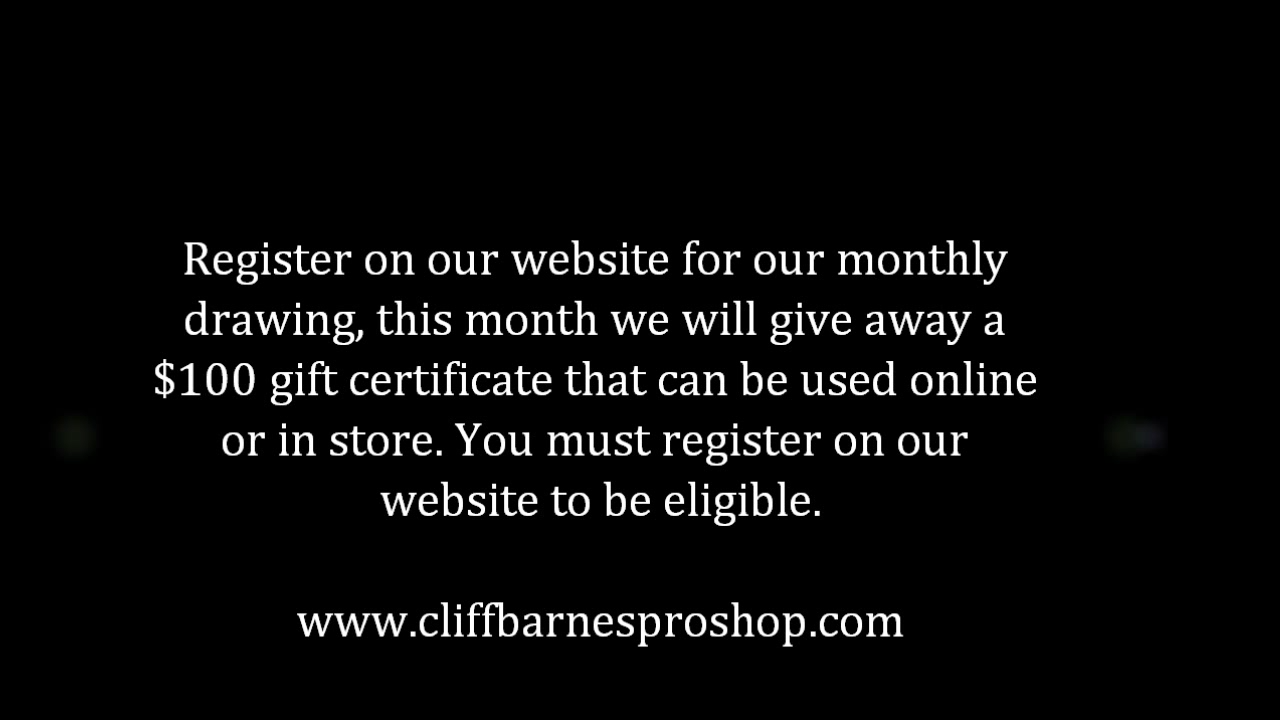 Register on our website for our monthly
drawing, this month we will give away a
$100 gift certificate that can be used online
or in store. You must register on our
website to be eligible.
www.cliffbarnesproshop.com